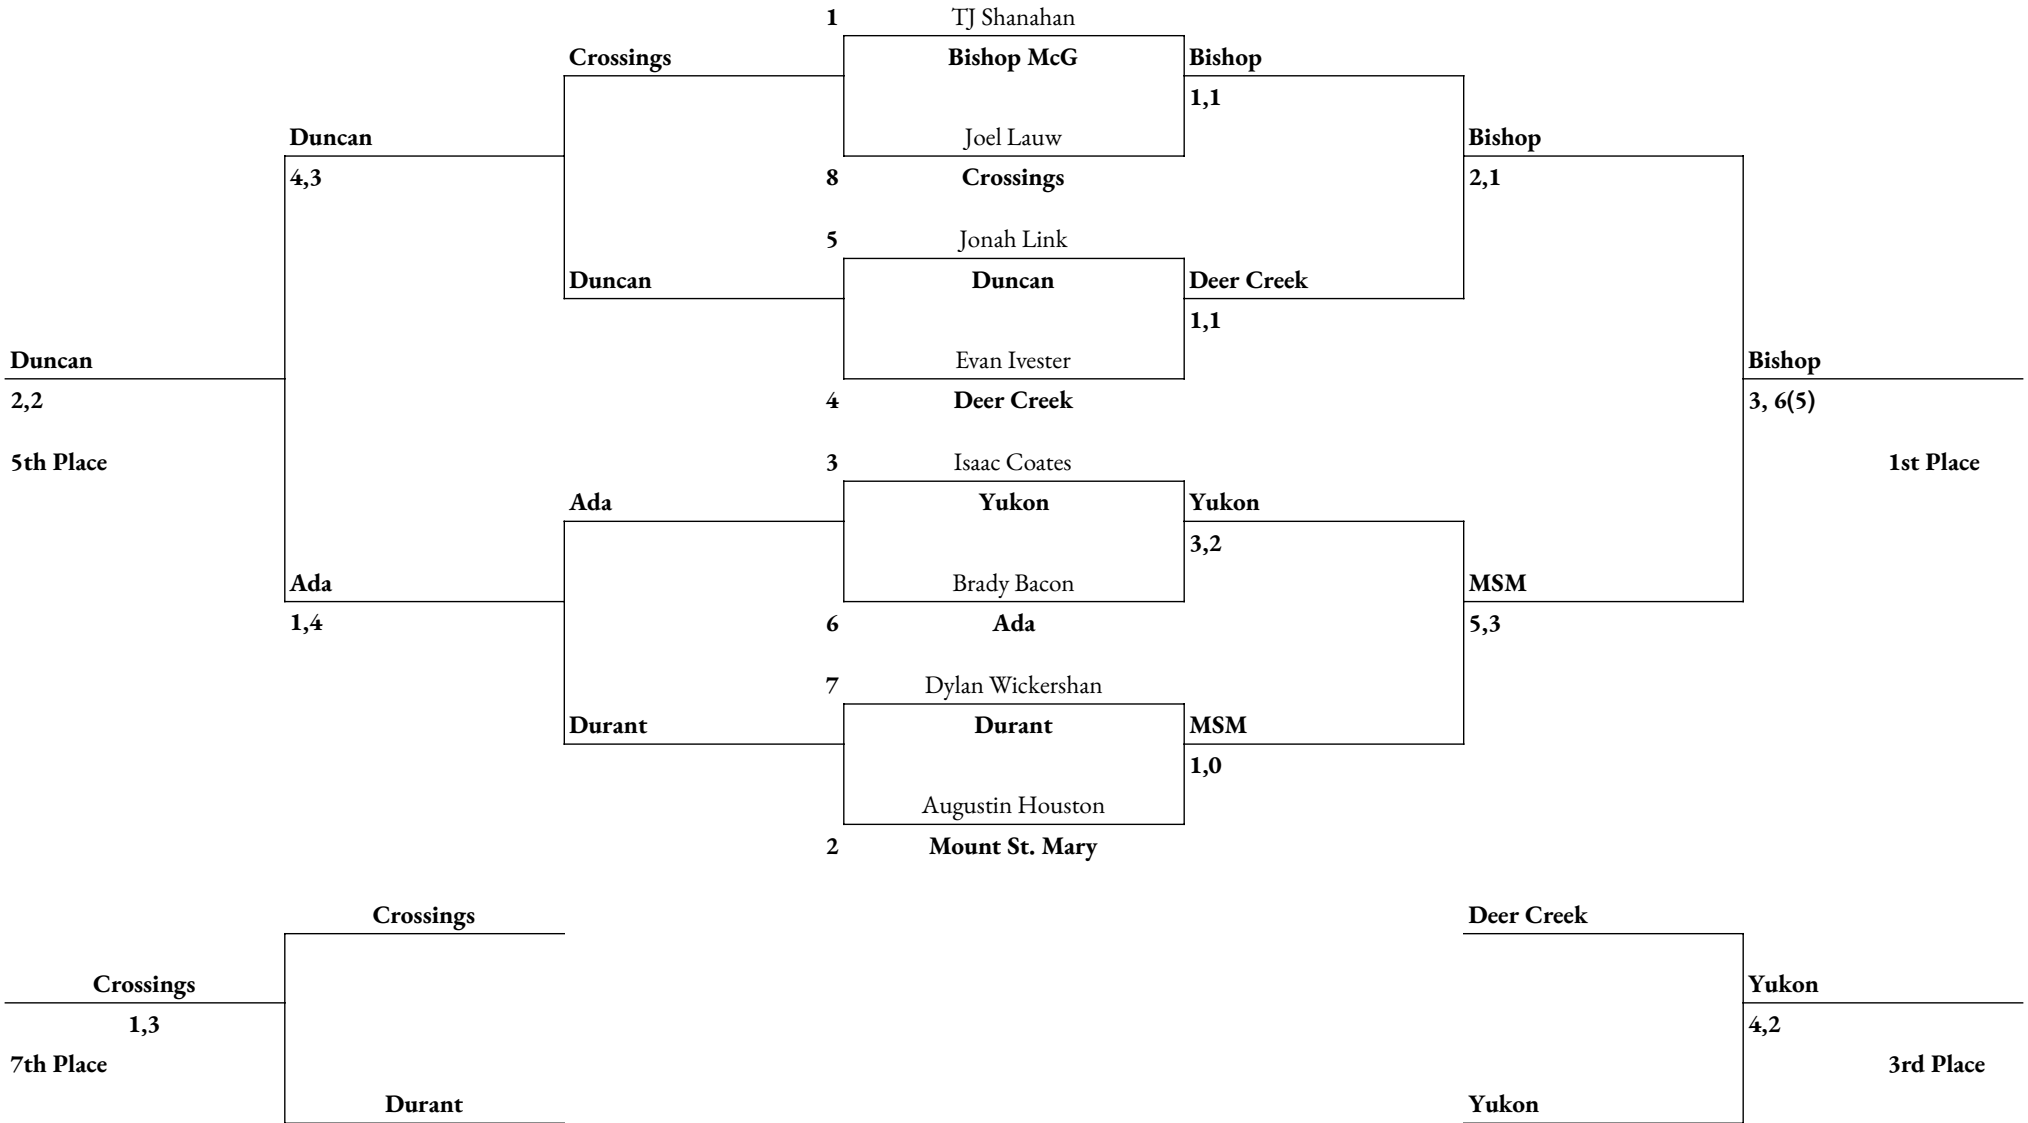 1 TJ Shanahan
Crossings Bishop McG Bishop
1,1
Duncan Joel Lauw Bishop
4,3 8 Crossings 2,1
5 Jonah Link
Duncan Duncan Deer Creek
1,1
Duncan Evan Ivester Bishop
2,2 4 Deer Creek 3, 6(5)
5th Place 3 Isaac Coates 1st Place
Ada Yukon Yukon
3,2
Ada Brady Bacon MSM
1,4 6 Ada 5,3
7 Dylan Wickershan
Durant Durant MSM
1,0
Augustin Houston
2 Mount St. Mary
Crossings Deer Creek
Crossings Yukon
1,3 4,2
7th Place 3rd Place
Durant Yukon